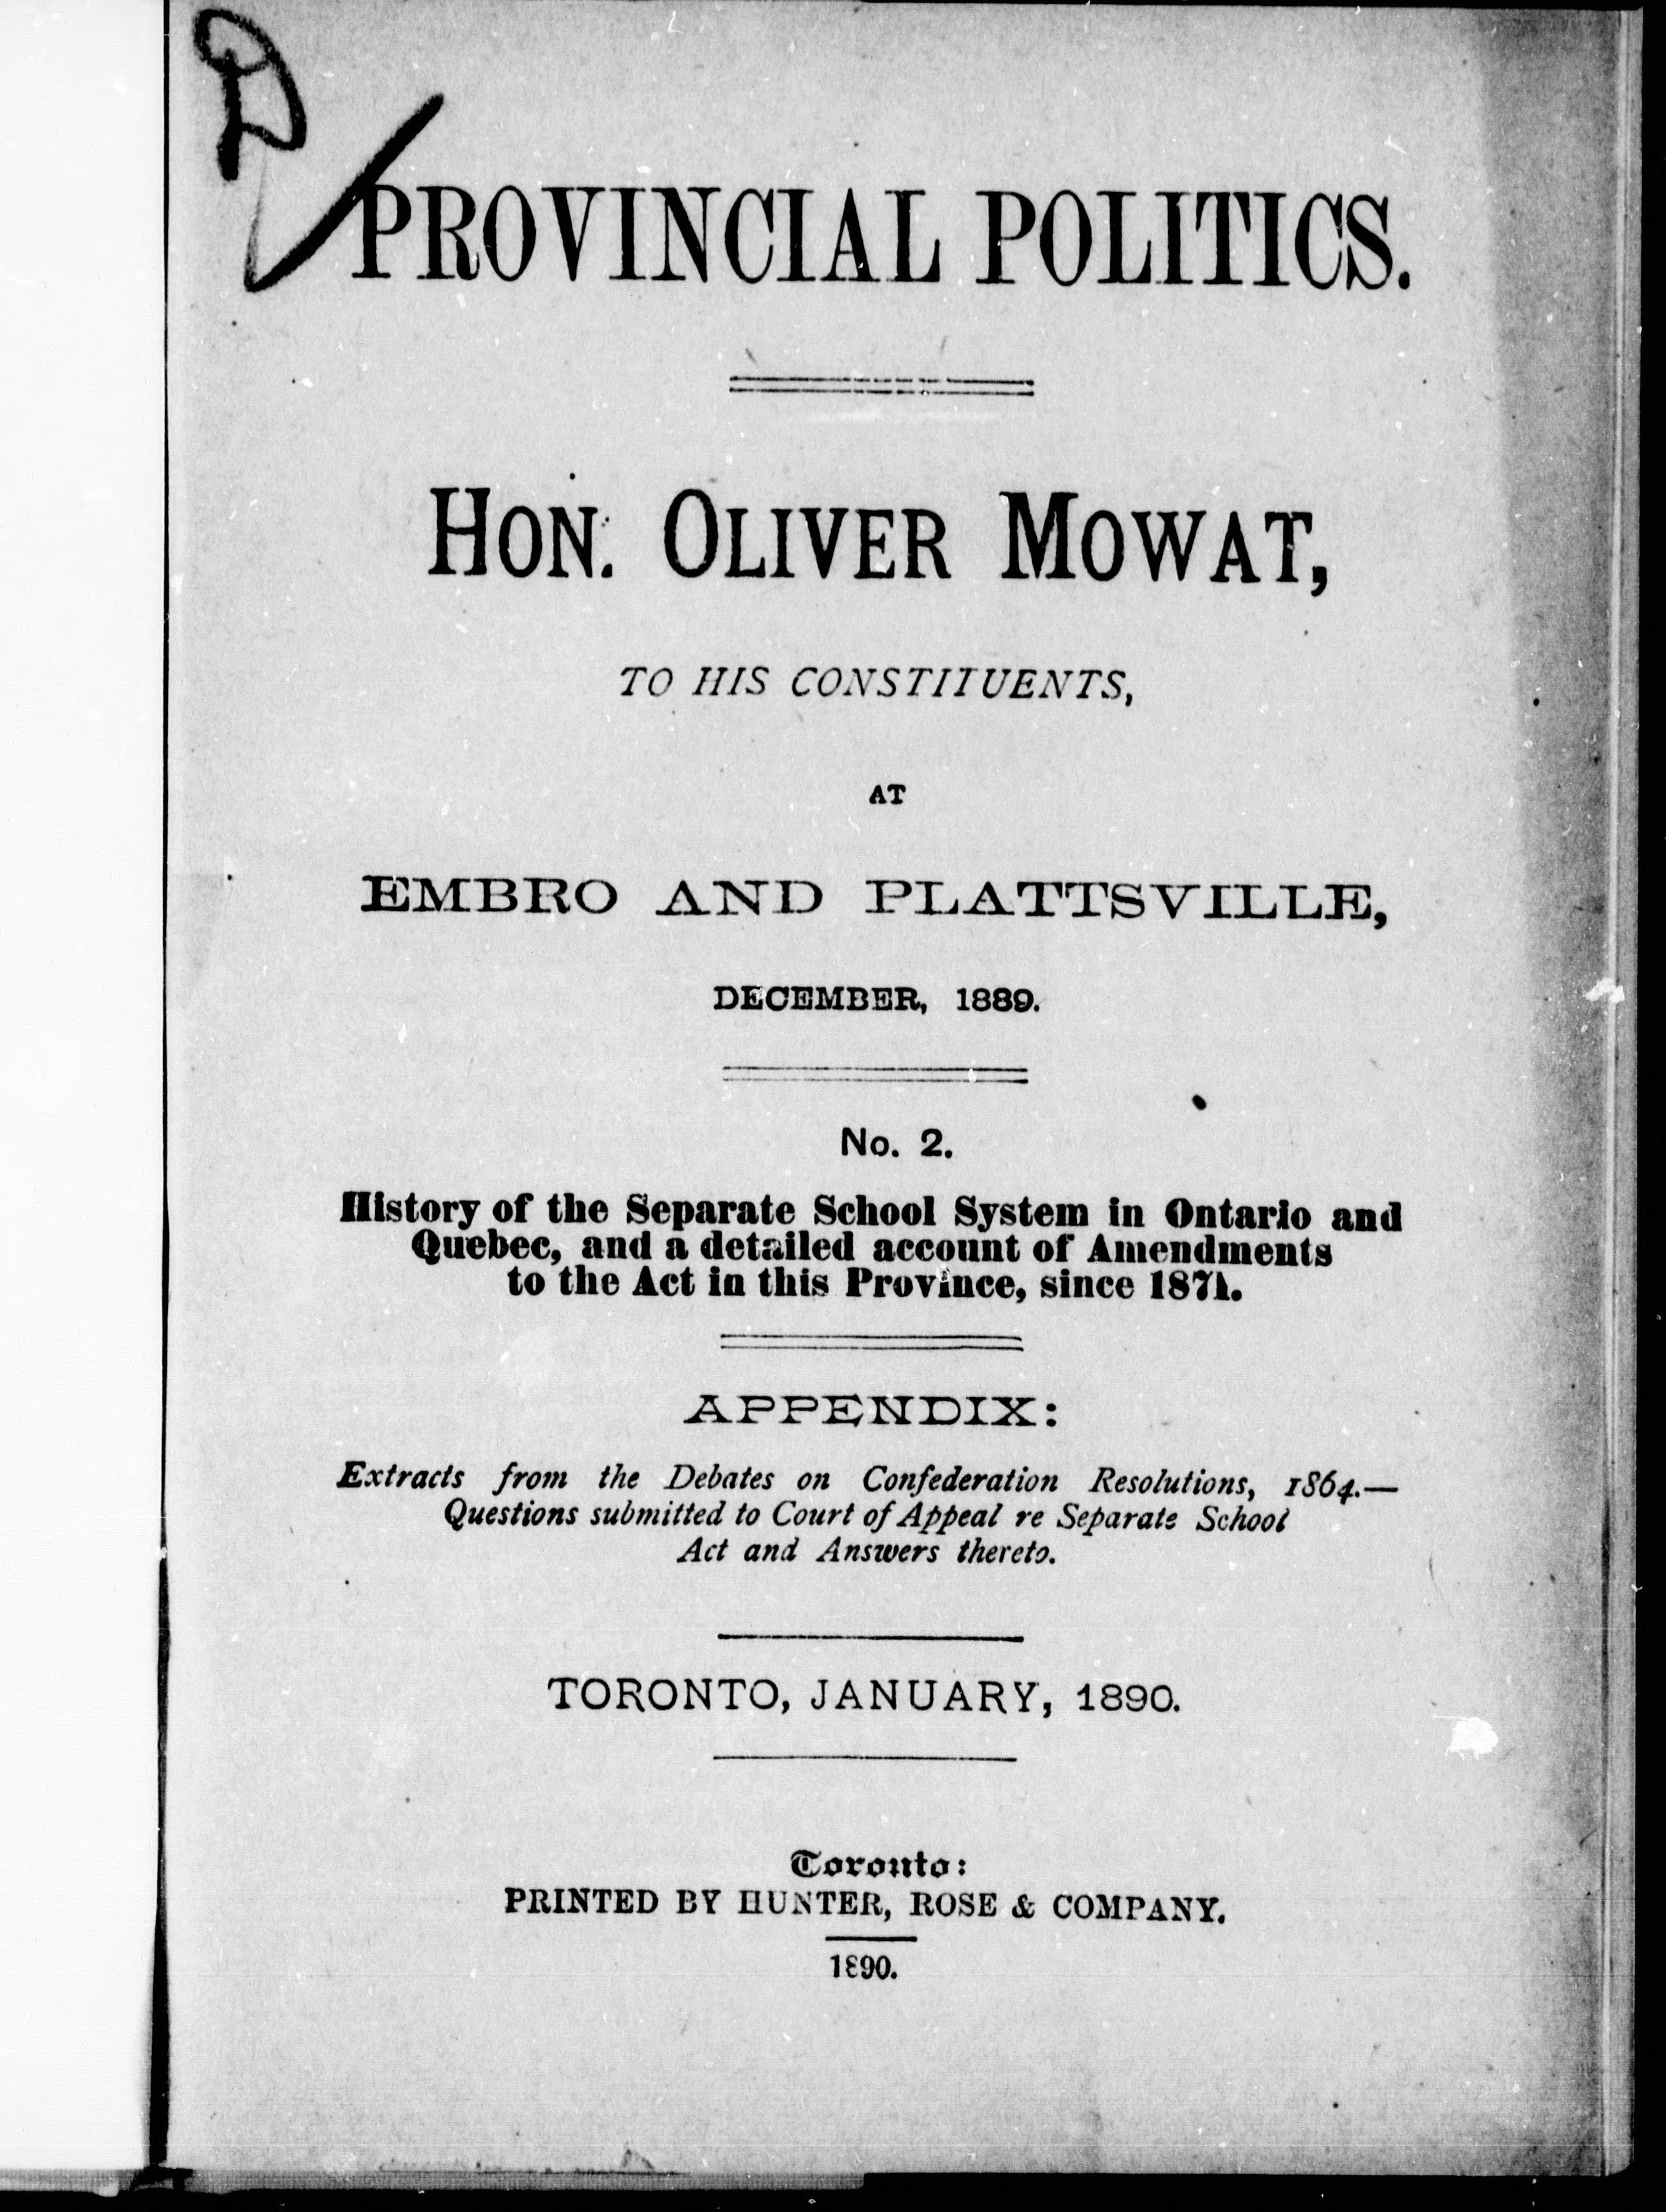 PROVINCIAL POLITICS.
HON. OLIVER MOWAT,
TO HIS CONSTITUENTS,
AT
EMBRO AND PLATTSVILLE,
DECEMBER, 1889.
No. 2.
History of the Separate School System in Ontario and
Quebec, and a detailed account of Amendments
to the Act in this Province, since 1871.
APPENDIX:
Extracts from the Debates on Confederation Resolutions, 1864.—
Questions submitted to Court of Appeal re Separate School
Act and Answers thereto.
TORONTO, JANUARY, 1890.
Toronto:
PRINTED BY HUNTER, ROSE & COMPANY.
1890.